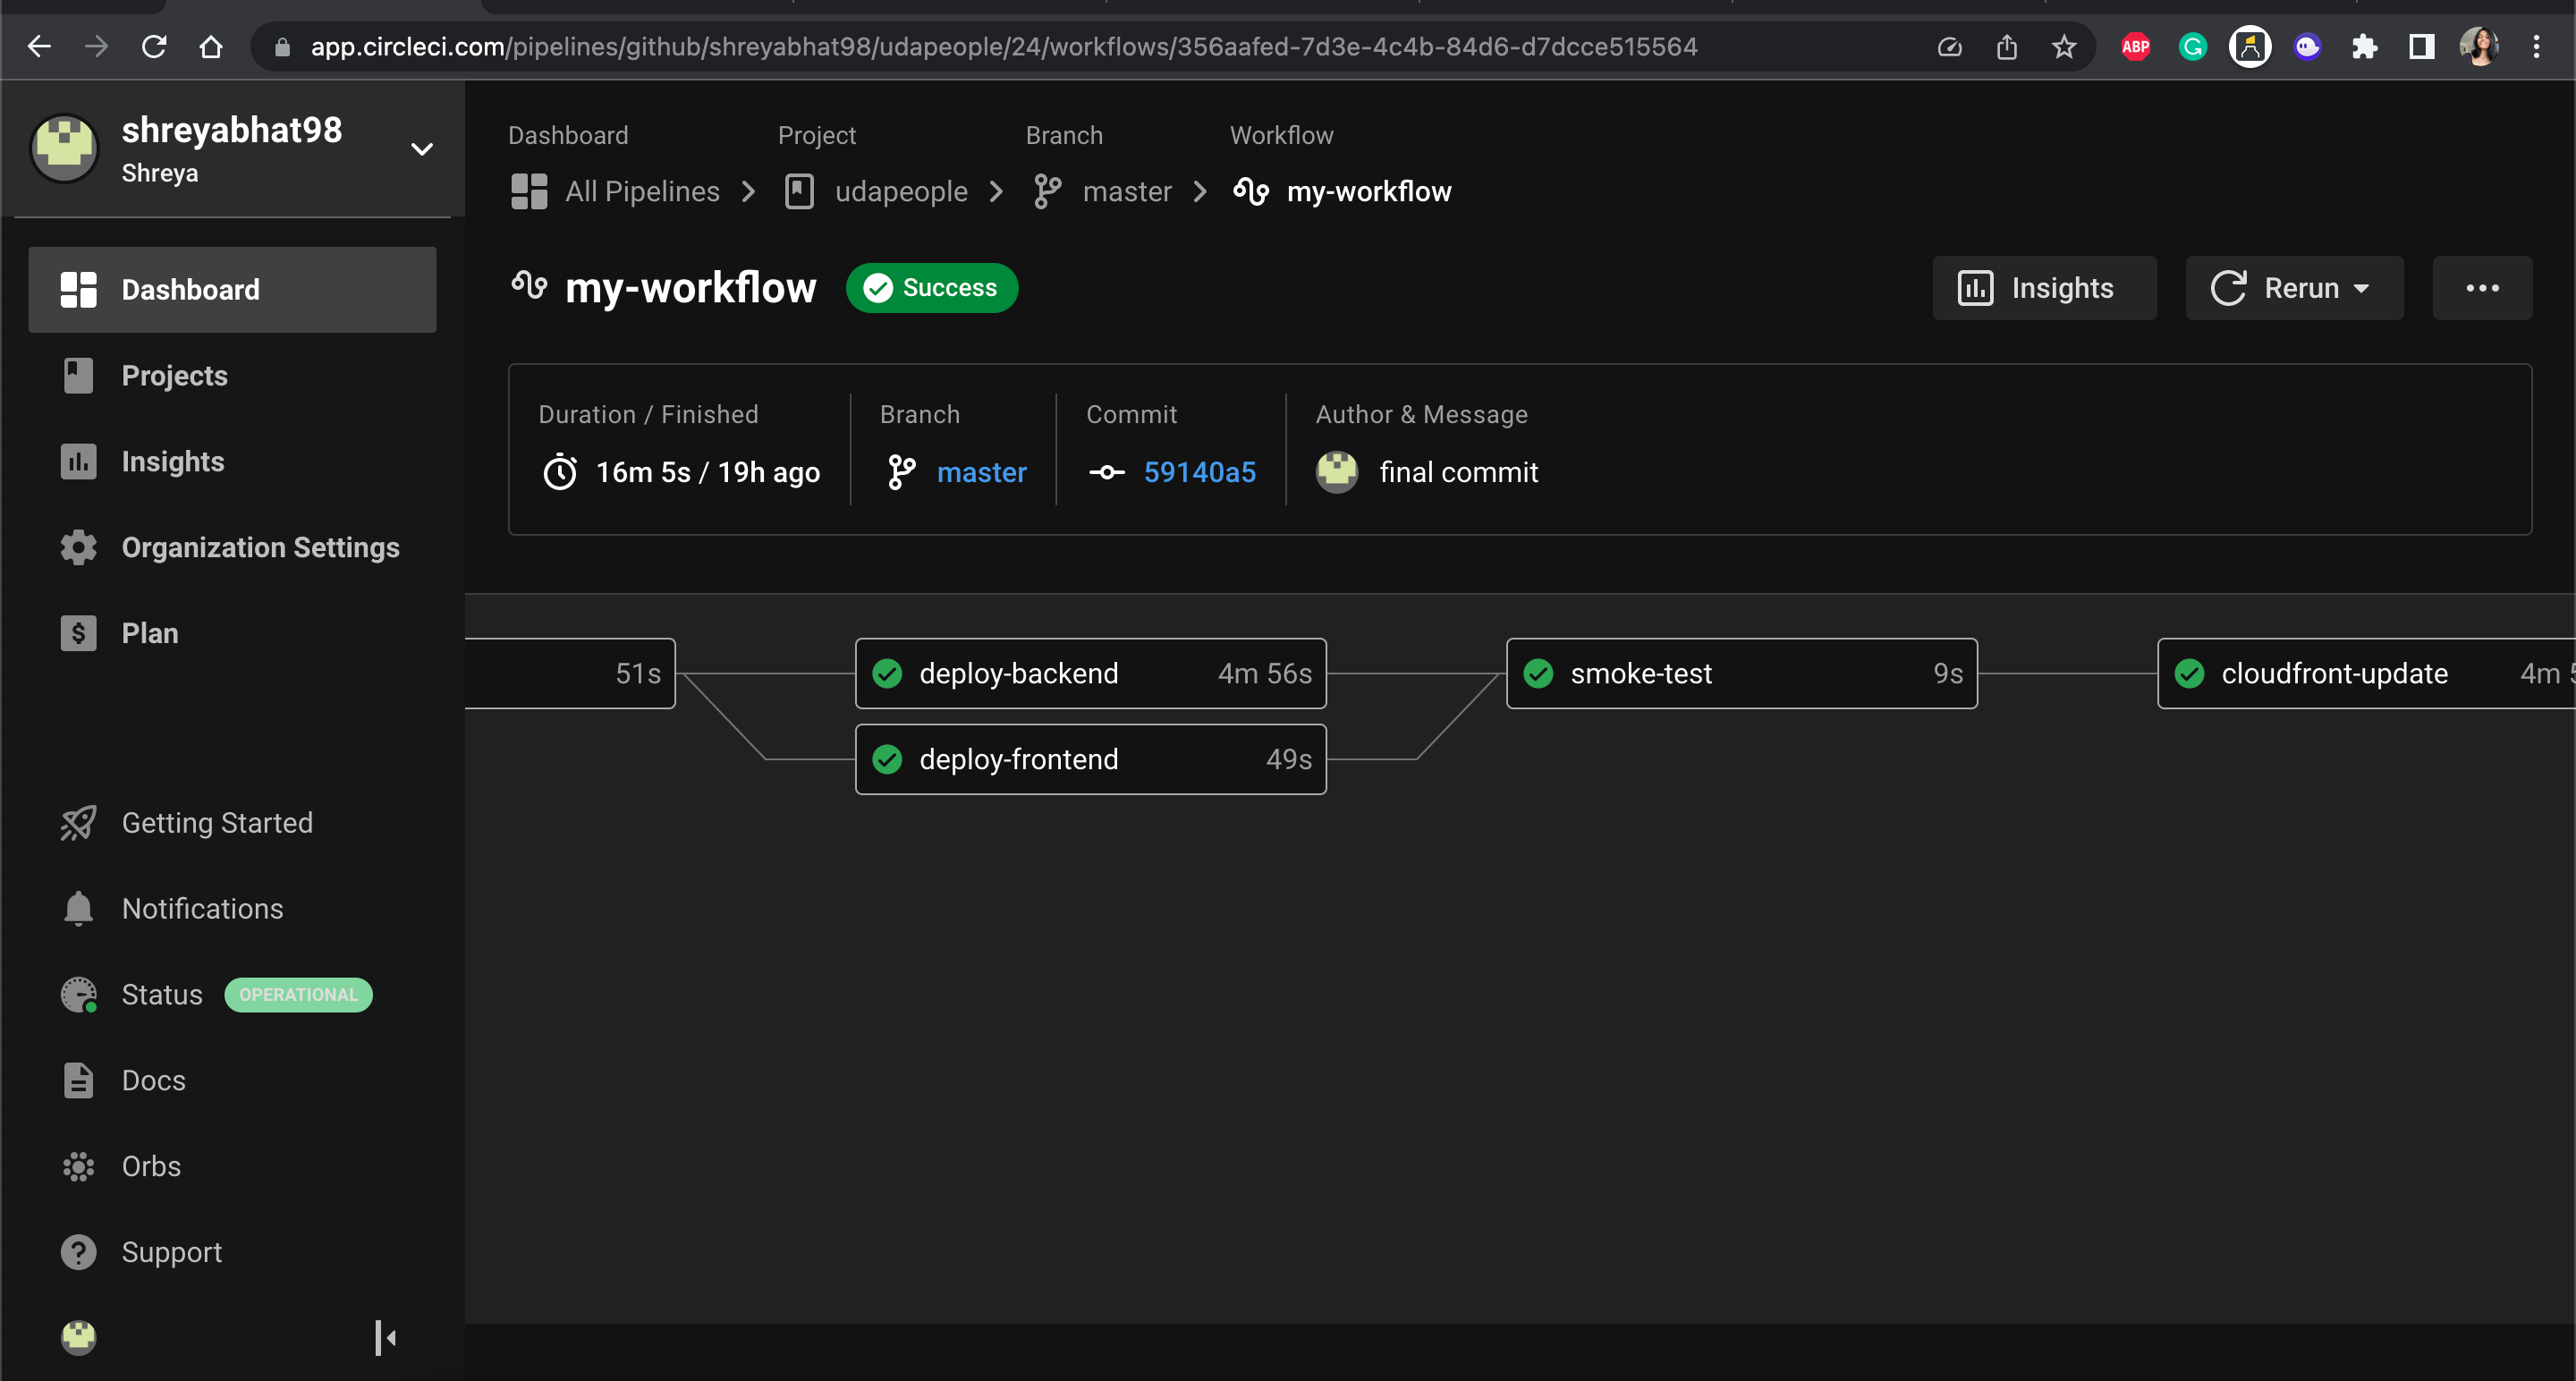 app.circleci.com/pipelines/github/shreyabhat98/udapeople/24/workflows/356aafed-7d3e-4c4b-84d6-d7dcce515564
ABP
G
shreyabhat98
Shreya
Dashboard
Projects
Insights
Organization Settings
Plan
Getting Started
Notifications
Status OPERATIONAL
Docs
Orbs
Support
Dashboard Project Branch Workflow
All Pipelines udapeople master my-workflow
my-workflow Success
Insights Rerun
Duration / Finished Branch Commit Author & Message
16m 5s / 19h ago master 59140a5 final commit
51s deploy-backend 4m 56s smoke-test 9s cloudfront-update 4m
deploy-frontend 49s